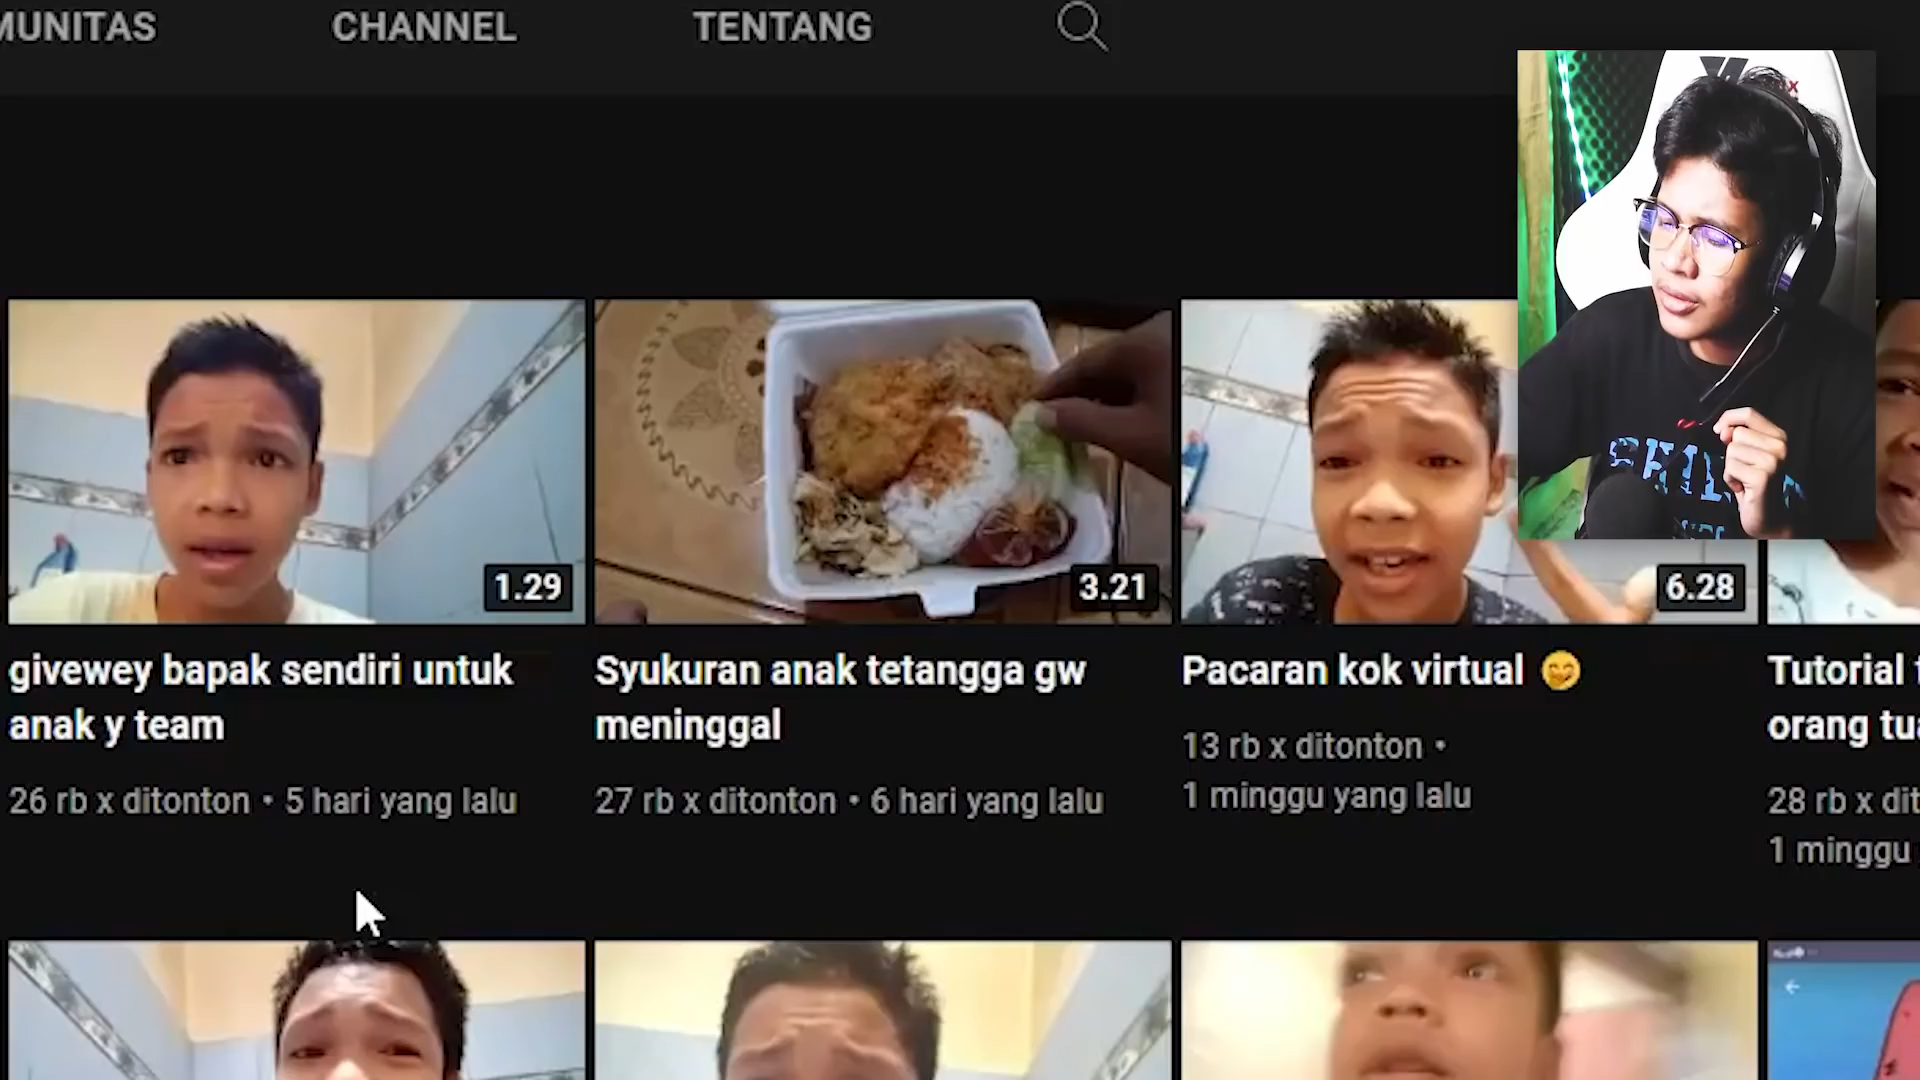 MUNITAS CHANNEL TENTANG
1.29
3.21
6.28
givewey bapak sendiri untuk
anak y team
26 rb x ditonton • 5 hari yang lalu
Syukuran anak tetangga gw
meninggal
27 rb x ditonton • 6 hari yang lalu
Pacaran kok virtual 🤭
13 rb x ditonton •
1 minggu yang lalu
Tutorial
orang
28 rb x
1 minggu